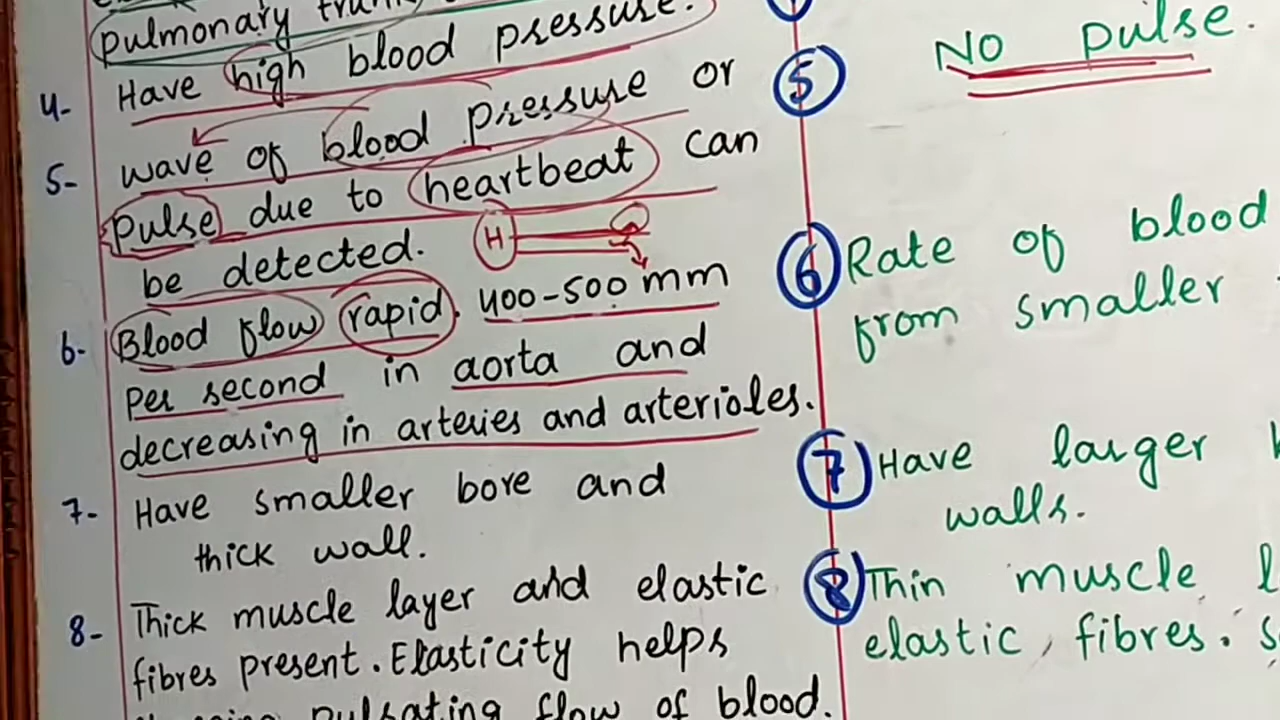 pulmonary
4- Have high blood pressure.
5- wave of blood pressure or
Pulse due to heartbeat can
be detected.
H
6- Blood flow rapid. 400-500 mm
Per second in aorta and
decreasing in arteries and arterioles.
7- Have smaller bore and
thick wall.
8- Thick muscle layer and elastic
fibres present. Elasticity helps
pulsating flow of blood.
5 No pulse.
6 Rate of blood
from smaller
7 Have larger
walls.
8 Thin muscle
elastic fibres.